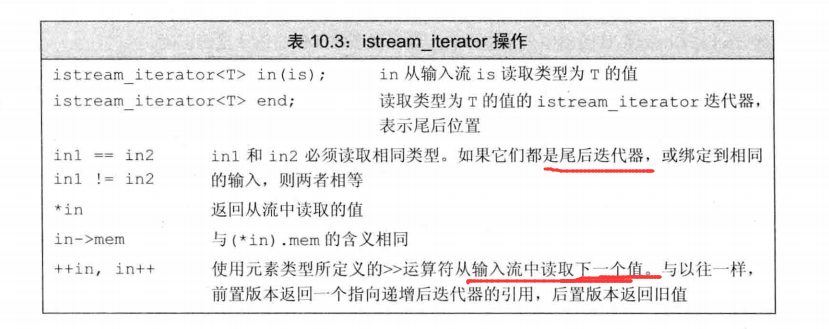 表 10.3：istream_iterator 操作
istream_iterator<T> in(is); in 从输入流 is 读取类型为 T 的值
istream_iterator<T> end; 读取类型为 T 的值的 istream_iterator 迭代器，
表示尾后位置
in1 == in2 in1 和 in2 必须读取相同类型。如果它们都是尾后迭代器，或绑定到相同
in1 != in2 的输入，则两者相等
*in 返回从流中读取的值
in->mem 与(*in).mem 的含义相同
++in, in++ 使用元素类型所定义的>>运算符从输入流中读取下一个值。与以往一样，
前置版本返回一个指向递增后迭代器的引用，后置版本返回旧值